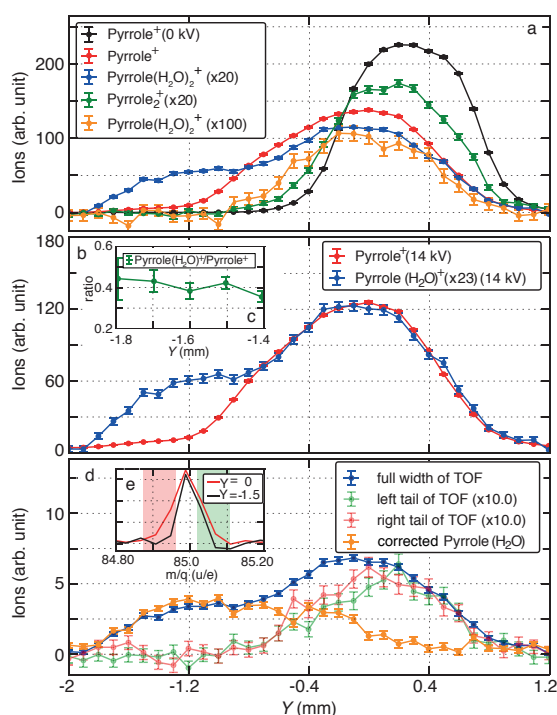 a
Pyrrole+(0 kV)
Pyrrole+
Pyrrole(H2O)2+ (x20)
Pyrrole2+(x20)
Pyrrole(H2O)2+ (x100)
Ions (arb. unit)
200
100
0
b
180
120
60
0
Ions (arb. unit)
Pyrrole+(14 kV)
Pyrrole (H2O)+(x23)(14 kV)
Pyrrole(H2O)+/Pyrrole+
ratio
0.6
0.4
0.2
c
-1.8 -1.6 -1.4
Y (mm)
d
10
5
0
Ions (arb. unit)
e
Y= 0
Y=-1.5
84.80 85.0 85.20
m/q (u/e)
full width of TOF
left tail of TOF (x10.0)
right tail of TOF (x10.0)
corrected Pyrrole(H2O)
-2 -1.2 -0.4 0.4 1.2
Y (mm)